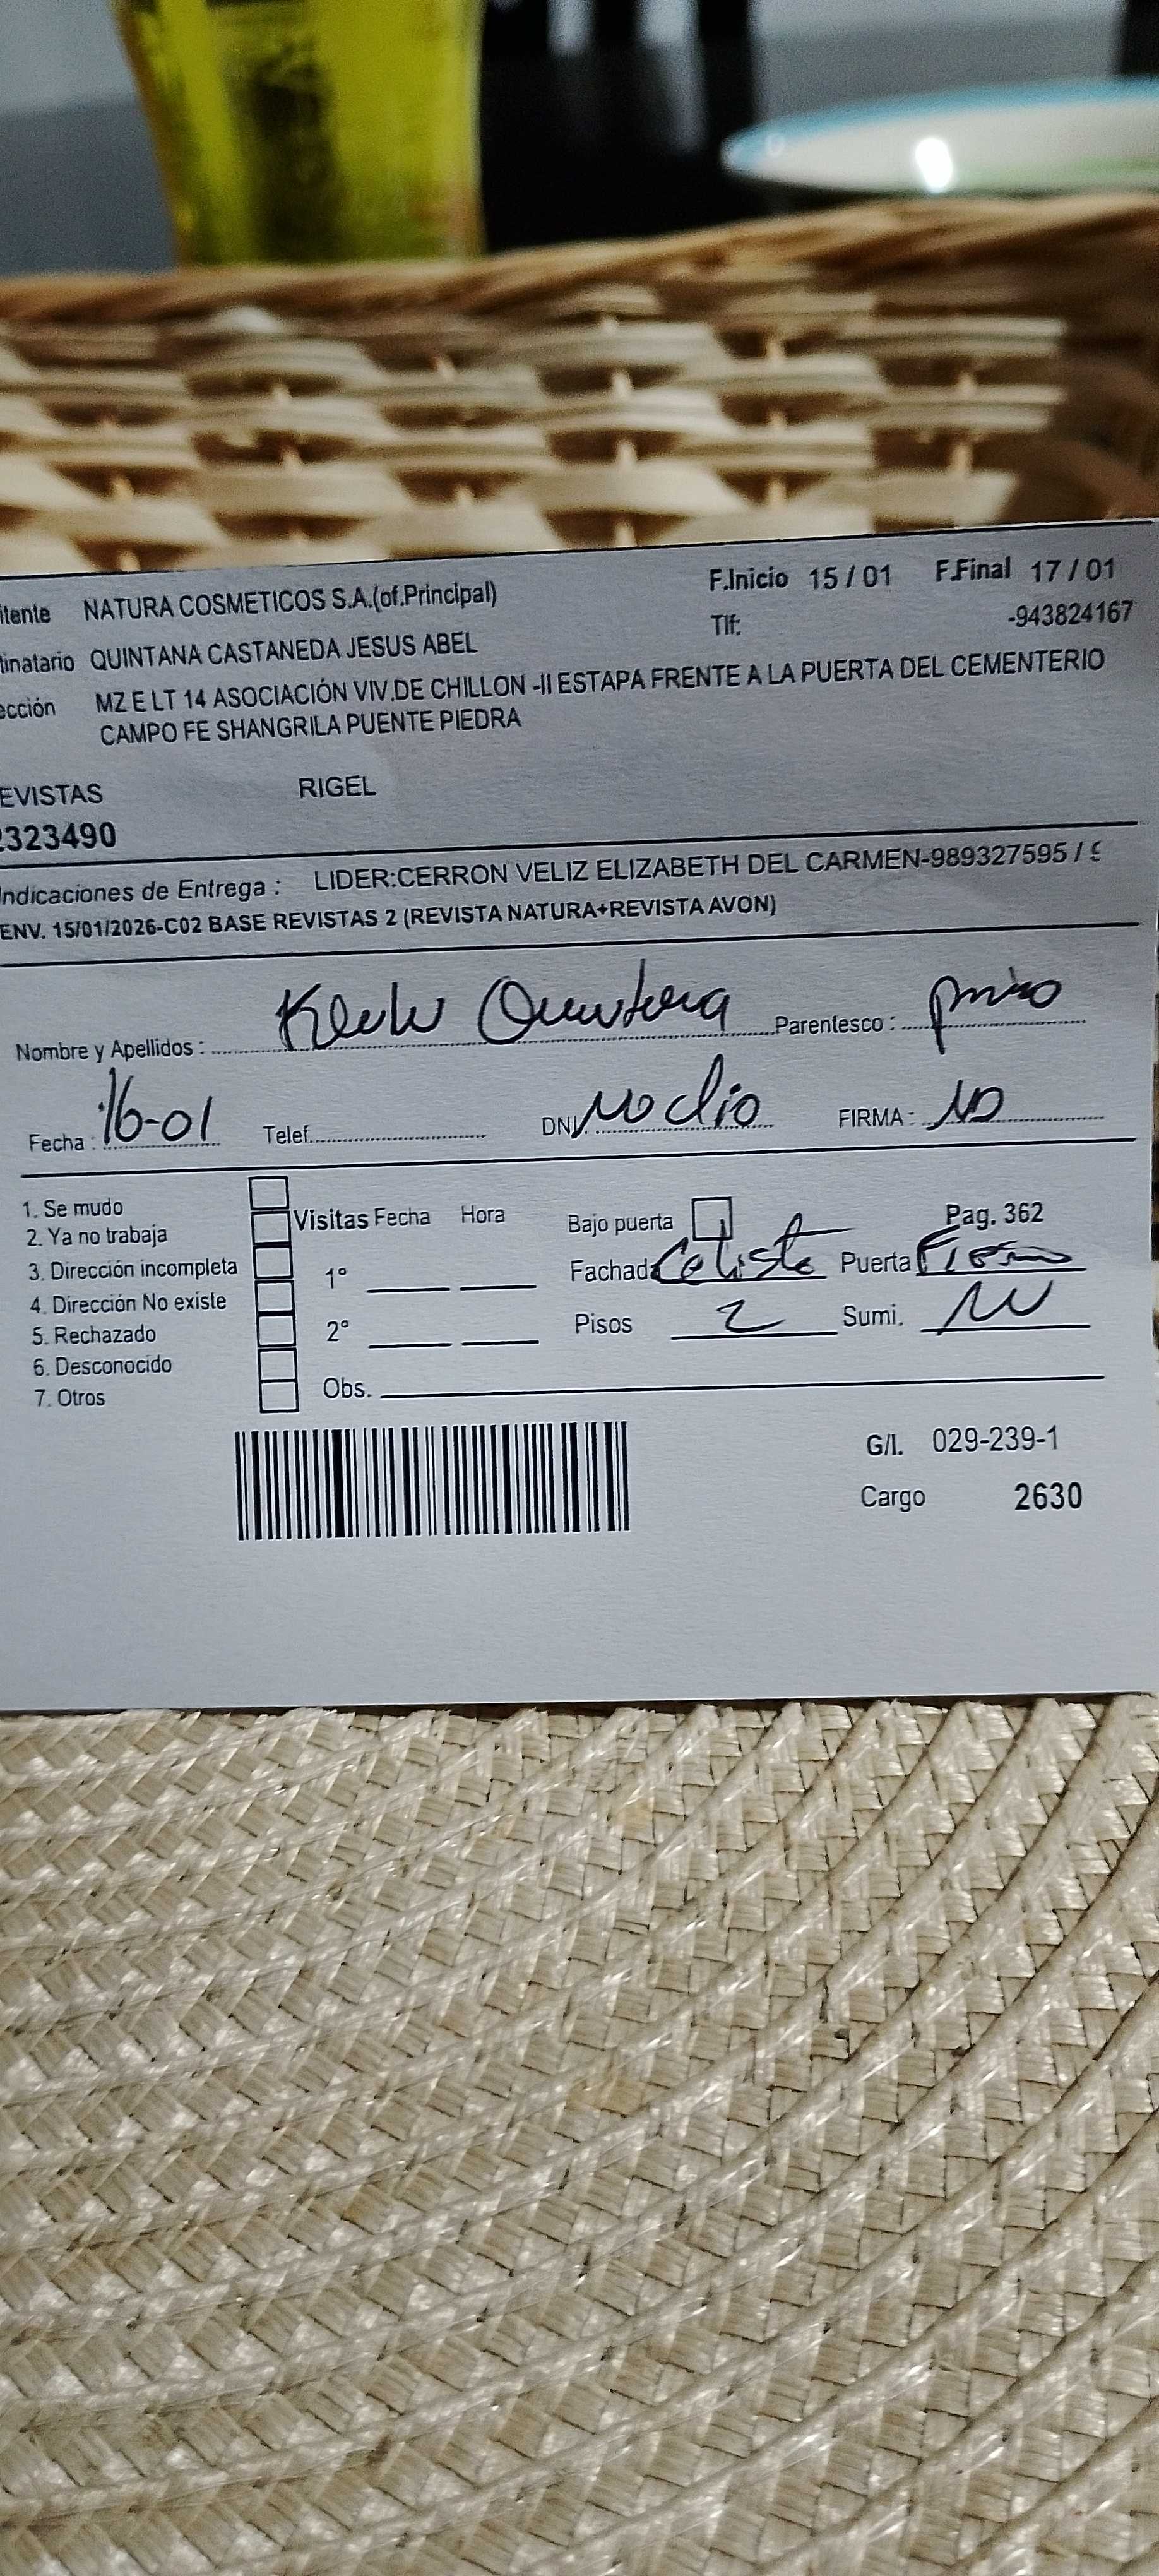 itente NATURA COSMETICOS S.A.(of.Principal) F.Inicio 15 / 01 F.Final 17 / 01
tinatario QUINTANA CASTANEDA JESUS ABEL Tlf: -943824167
ección MZ E LT 14 ASOCIACIÓN VIV.DE CHILLON -II ESTAPA FRENTE A LA PUERTA DEL CEMENTERIO
CAMPO FE SHANGRILA PUENTE PIEDRA
EVISTAS RIGEL
2323490
Indicaciones de Entrega : LIDER:CERRON VELIZ ELIZABETH DEL CARMEN-989327595 / 9
ENV. 15/01/2026-C02 BASE REVISTAS 2 (REVISTA NATURA+REVISTA AVON)
Nombre y Apellidos : Quintana Parentesco : primo
Fecha : 16-01 Telef. DNI. No dio FIRMA :
1. Se mudo
2. Ya no trabaja Visitas Fecha Hora Bajo puerta Pag. 362
3. Dirección incompleta 1° Fachad Celeste Puerta Fierro
4. Dirección No existe
5. Rechazado 2° Pisos 2 Sumi.
6. Desconocido
7. Otros Obs.
G/I. 029-239-1
Cargo 2630